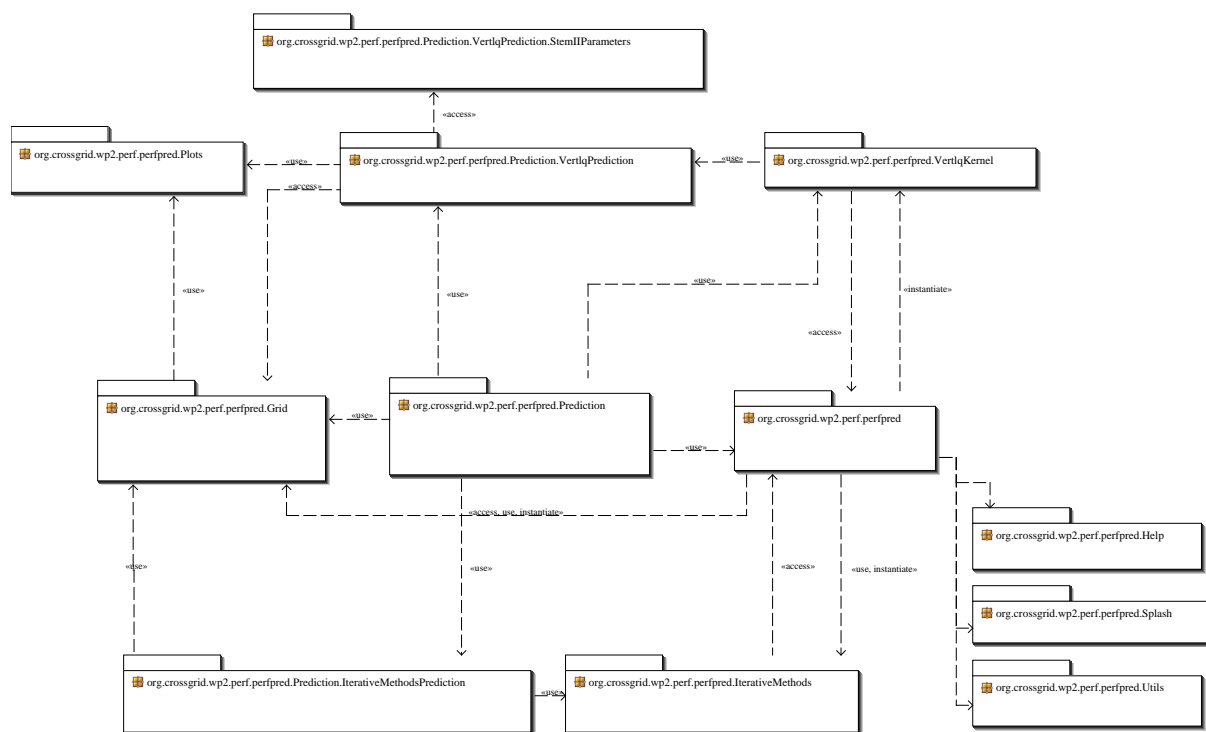 org.crossgrid.wp2.perf.perfpred.Prediction.VertlqPrediction.StemIIParameters
«access»
org.crossgrid.wp2.perf.perfpred.Plots
«use»
org.crossgrid.wp2.perf.perfpred.Prediction.VertlqPrediction
«use»
org.crossgrid.wp2.perf.perfpred.VertlqKernel
«access»
«use»
«use»
«use»
«instantiate»
«access»
org.crossgrid.wp2.perf.perfpred.Grid
org.crossgrid.wp2.perf.perfpred.Prediction
«use»
org.crossgrid.wp2.perf.perfpred
«use»
«access, use, instantiate»
org.crossgrid.wp2.perf.perfpred.Help
«use»
«use»
«access»
«use, instantiate»
org.crossgrid.wp2.perf.perfpred.Splash
org.crossgrid.wp2.perf.perfpred.Prediction.IterativeMethodsPrediction
«use»
org.crossgrid.wp2.perf.perfpred.IterativeMethods
org.crossgrid.wp2.perf.perfpred.Utils